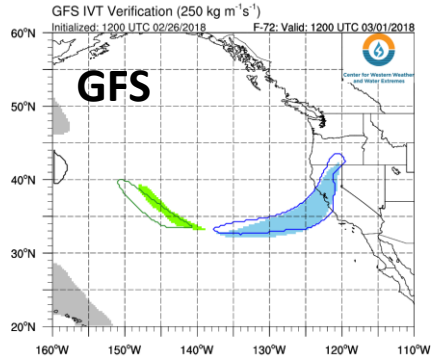 GFS IVT Verification (250 kg m⁻¹s⁻¹)
Initialized: 1200 UTC 02/26/2018 F-72; Valid: 1200 UTC 03/01/2018
60°N
GFS
Center for Western Weather
and Water Extremes
50°N
40°N
30°N
20°N
160°W 150°W 140°W 130°W 120°W 110°W